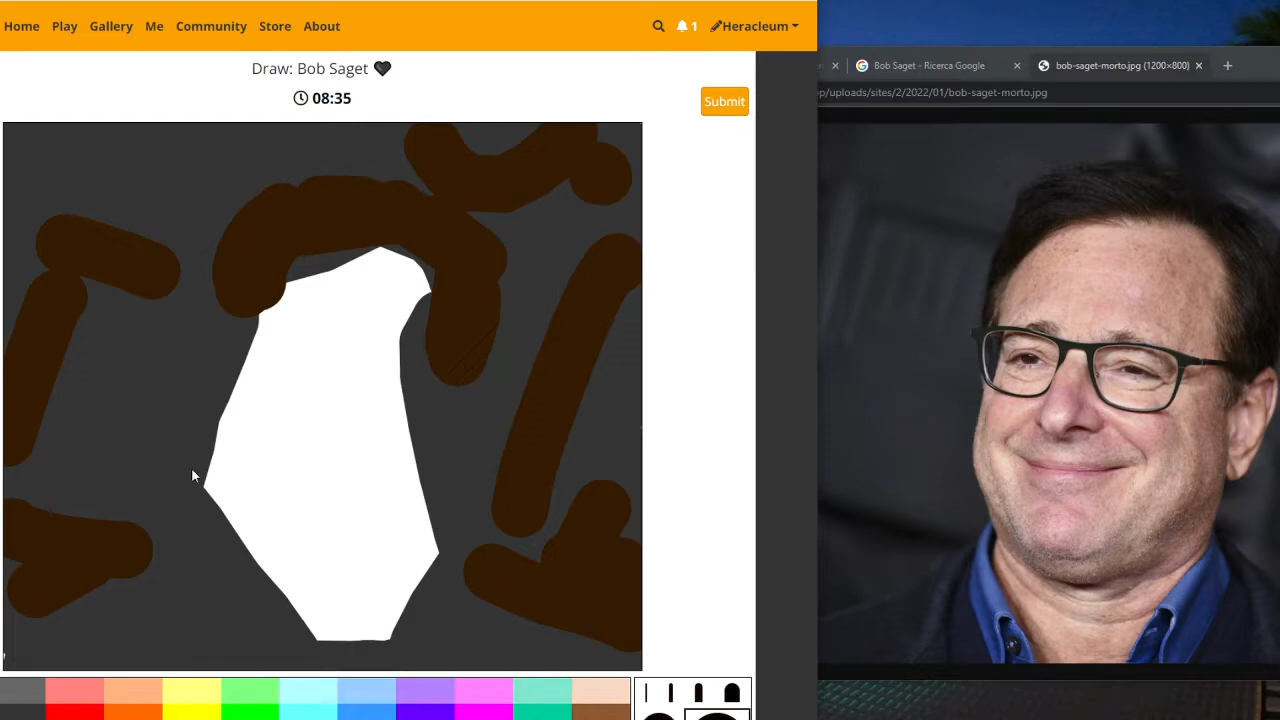 Home Play Gallery Me Community Store About 1 Heracleum
Draw: Bob Saget 🖤
08:35
Submit
Bob Saget - Ricerca Google
bob-saget-morto.jpg (1200×800)
p/uploads/sites/2/2022/01/bob-saget-morto.jpg